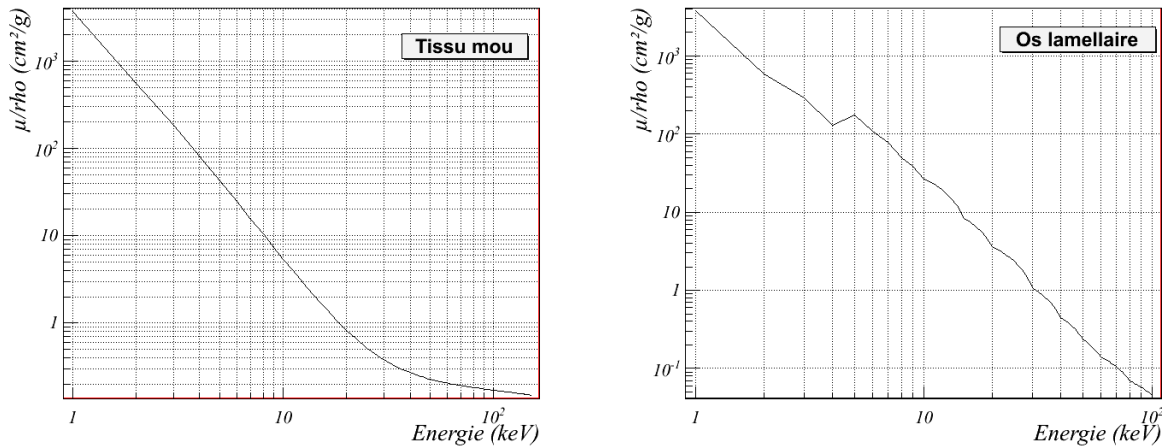 µ/rho (cm²/g)
Tissu mou
10³
10²
10
1
1
10
10²
Energie (keV)
µ/rho (cm²/g)
Os lamellaire
10³
10²
10
1
10⁻¹
1
10
10²
Energie (keV)